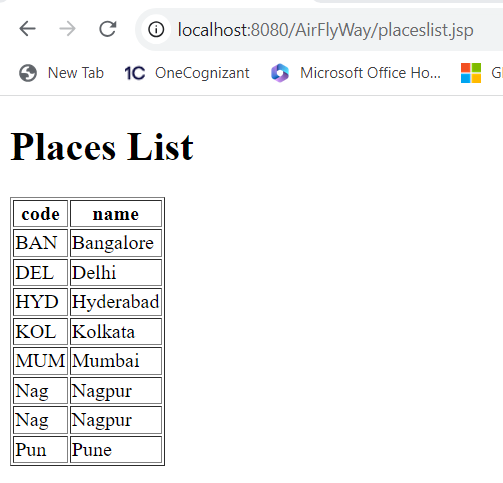 localhost:8080/AirFlyWay/placeslist.jsp
New Tab 1C OneCognizant Microsoft Office Ho...
Places List
code name
BAN Bangalore
DEL Delhi
HYD Hyderabad
KOL Kolkata
MUM Mumbai
Nag Nagpur
Nag Nagpur
Pun Pune